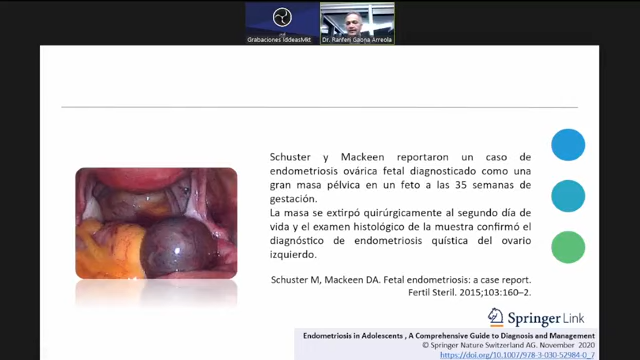 Grabaciones IddeasMkt
Dr. Ranferi Gaona Arreola
Schuster y Mackeen reportaron un caso de
endometriosis ovárica fetal diagnosticado como una
gran masa pélvica en un feto a las 35 semanas de
gestación.
La masa se extirpó quirúrgicamente al segundo día de
vida y el examen histológico de la muestra confirmó el
diagnóstico de endometriosis quística del ovario
izquierdo.
Schuster M, Mackeen DA. Fetal endometriosis: a case report.
Fertil Steril. 2015;103:160–2.
Springer Link
Endometriosis in Adolescents , A Comprehensive Guide to Diagnosis and Management
© Springer Nature Switzerland AG. November 2020
https://doi.org/10.1007/978-3-030-52984-0_7